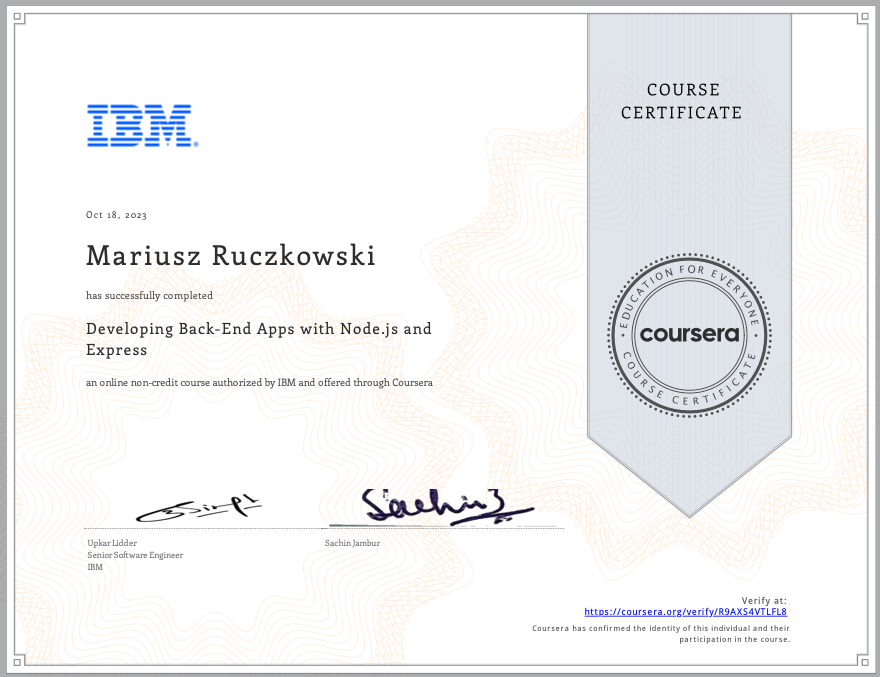 COURSE
CERTIFICATE
IBM®
Oct 18, 2023
Mariusz Ruczkowski
has successfully completed
Developing Back-End Apps with Node.js and
Express
an online non-credit course authorized by IBM and offered through Coursera
EDUCATION FOR EVERYONE
coursera
COURSE CERTIFICATE
Sachin
Upkar Lidder
Senior Software Engineer
IBM
Sachin Jambur
Verify at:
https://coursera.org/verify/R9AXS4VTLFL8
Coursera has confirmed the identity of this individual and their
participation in the course.